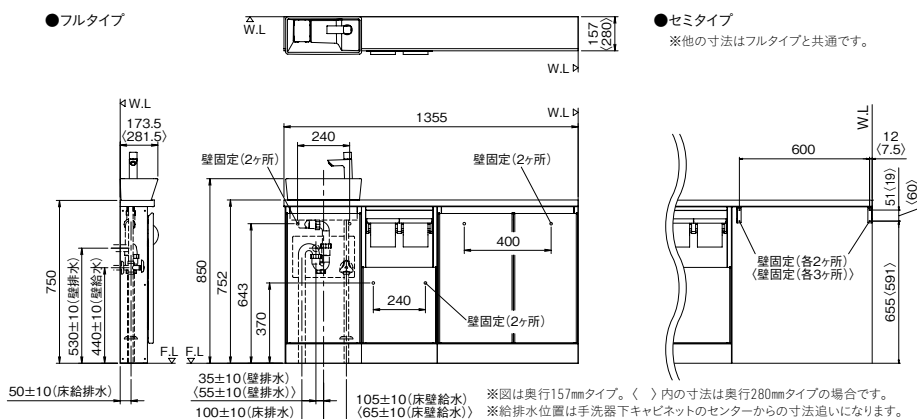 ●フルタイプ
W.L
157
(280)
W.L
●セミタイプ
※他の寸法はフルタイプと共通です。
W.L
173.5
〈281.5〉
W.L
1355
240
壁固定(2ヶ所)
壁固定(2ヶ所)
400
240
壁固定(2ヶ所)
750
530±10(壁排水)
440±10(壁給水)
F.L
F.L
850
752
643
370
W.L
12
〈7.5〉
600
51〈19〉
〈60〉
壁固定(各2ヶ所)
〈壁固定(各3ヶ所)〉
655〈591〉
50±10(床給排水)
35±10(壁排水)
〈55±10(壁排水)〉
100±10(床排水)
105±10(床壁給水)
〈65±10(床壁給水)〉
※図は奥行157mmタイプ。〈 〉内の寸法は奥行280mmタイプの場合です。
※給排水位置は手洗器下キャビネットのセンターからの寸法追いになります。